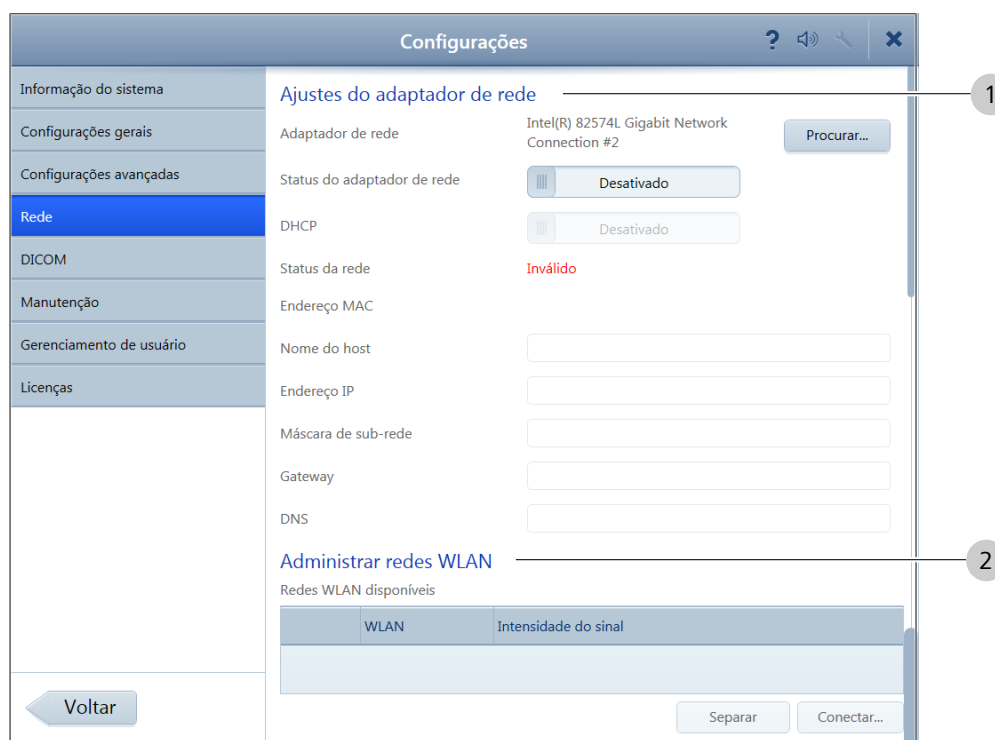 Configurações ?
Informação do sistema
Configurações gerais
Configurações avançadas
Rede
DICOM
Manutenção
Gerenciamento de usuário
Licenças
Voltar
Ajustes do adaptador de rede
1
Adaptador de rede
Intel(R) 82574L Gigabit Network
Connection #2
Procurar...
Status do adaptador de rede
Desativado
DHCP
Desativado
Status da rede
Inválido
Endereço MAC
Nome do host
Endereço IP
Máscara de sub-rede
Gateway
DNS
Administrar redes WLAN
2
Redes WLAN disponíveis
WLAN
Intensidade do sinal
Separar
Conectar...